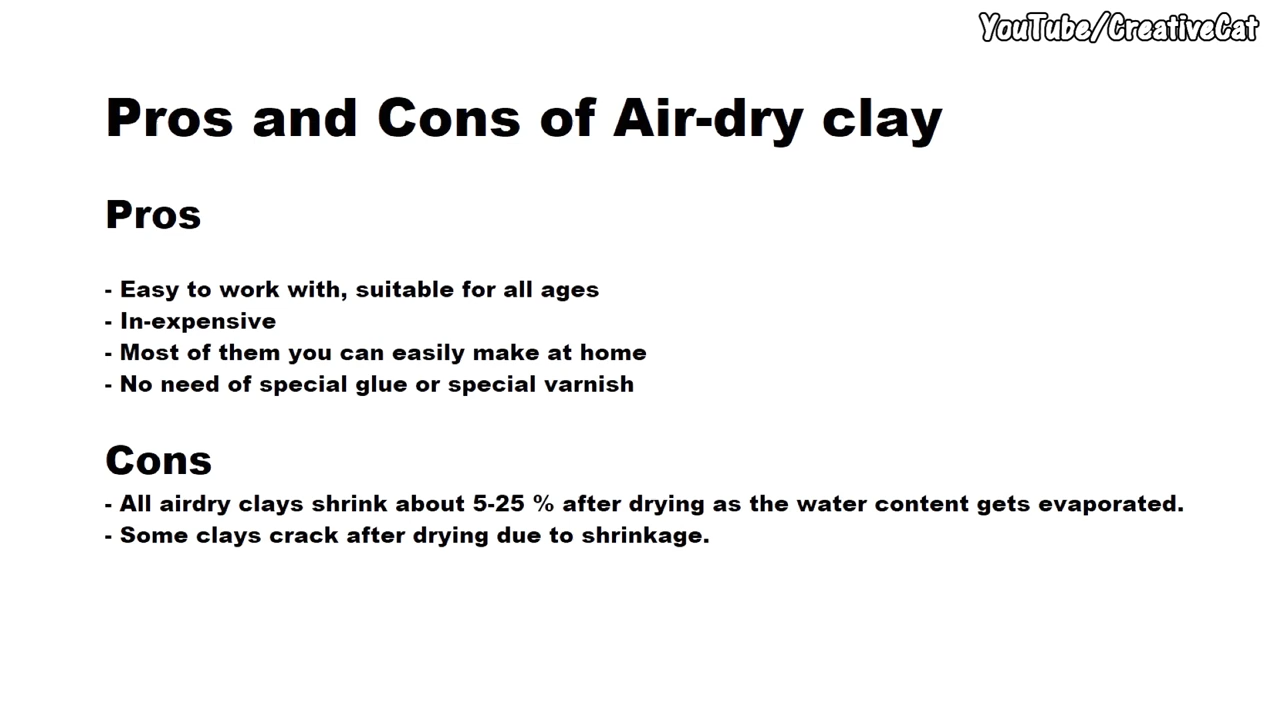 YouTube/CreativeCat
Pros and Cons of Air-dry clay
Pros
- Easy to work with, suitable for all ages
- In-expensive
- Most of them you can easily make at home
- No need of special glue or special varnish
Cons
- All airdry clays shrink about 5-25 % after drying as the water content gets evaporated.
- Some clays crack after drying due to shrinkage.